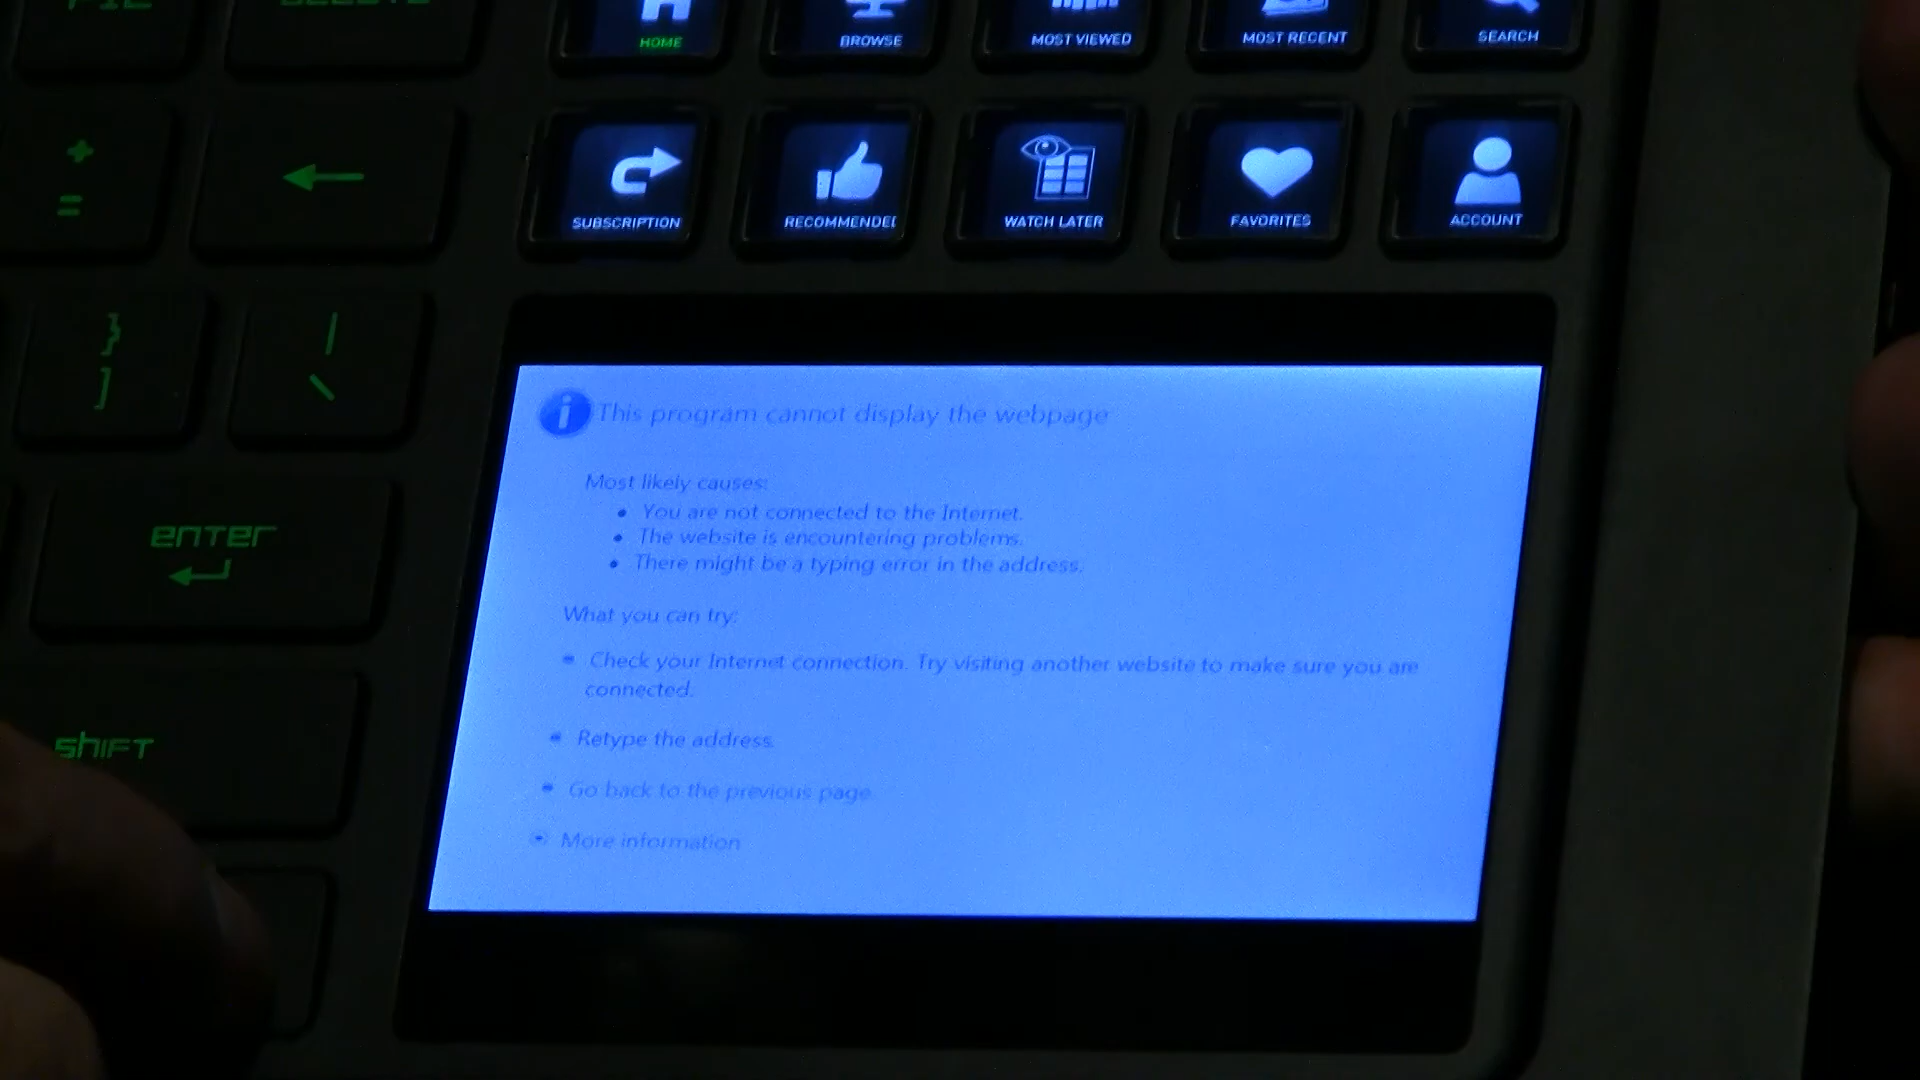 HOME
BROWSE
MOST VIEWED
MOST RECENT
SEARCH
+
=
SUBSCRIPTION
RECOMMENDE
WATCH LATER
FAVORITES
ACCOUNT
}
]
|
\
enter
shift
i This program cannot display the webpage
Most likely causes:
• You are not connected to the Internet.
• The website is encountering problems.
• There might be a typing error in the address.
What you can try:
Check your Internet connection. Try visiting another website to make sure you are
connected.
Retype the address.
Go back to the previous page.
More information